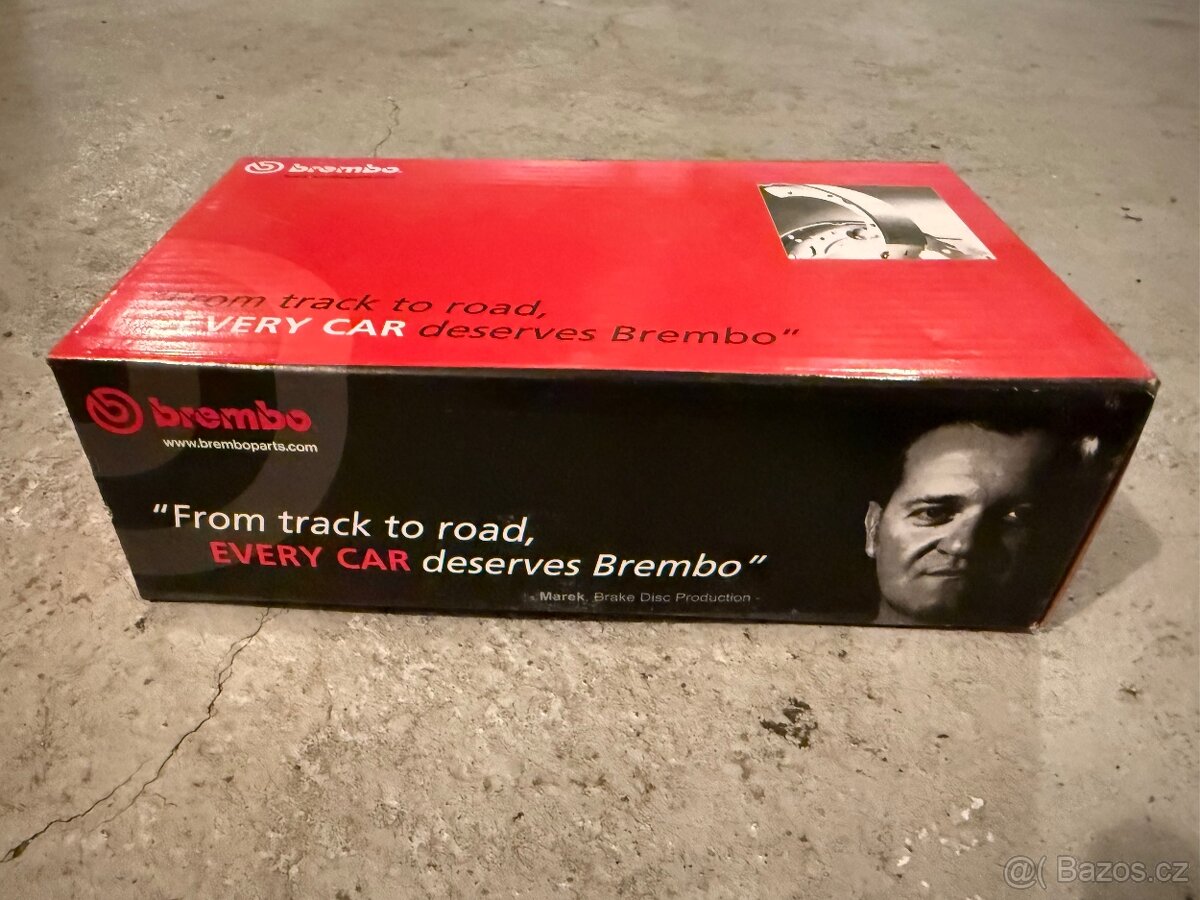 brembo
"From track to road,
EVERY CAR deserves Brembo"
brembo
www.bremboparts.com
"From track to road,
EVERY CAR deserves Brembo"
- Marek, Brake Disc Production -
@( Bazos.cz